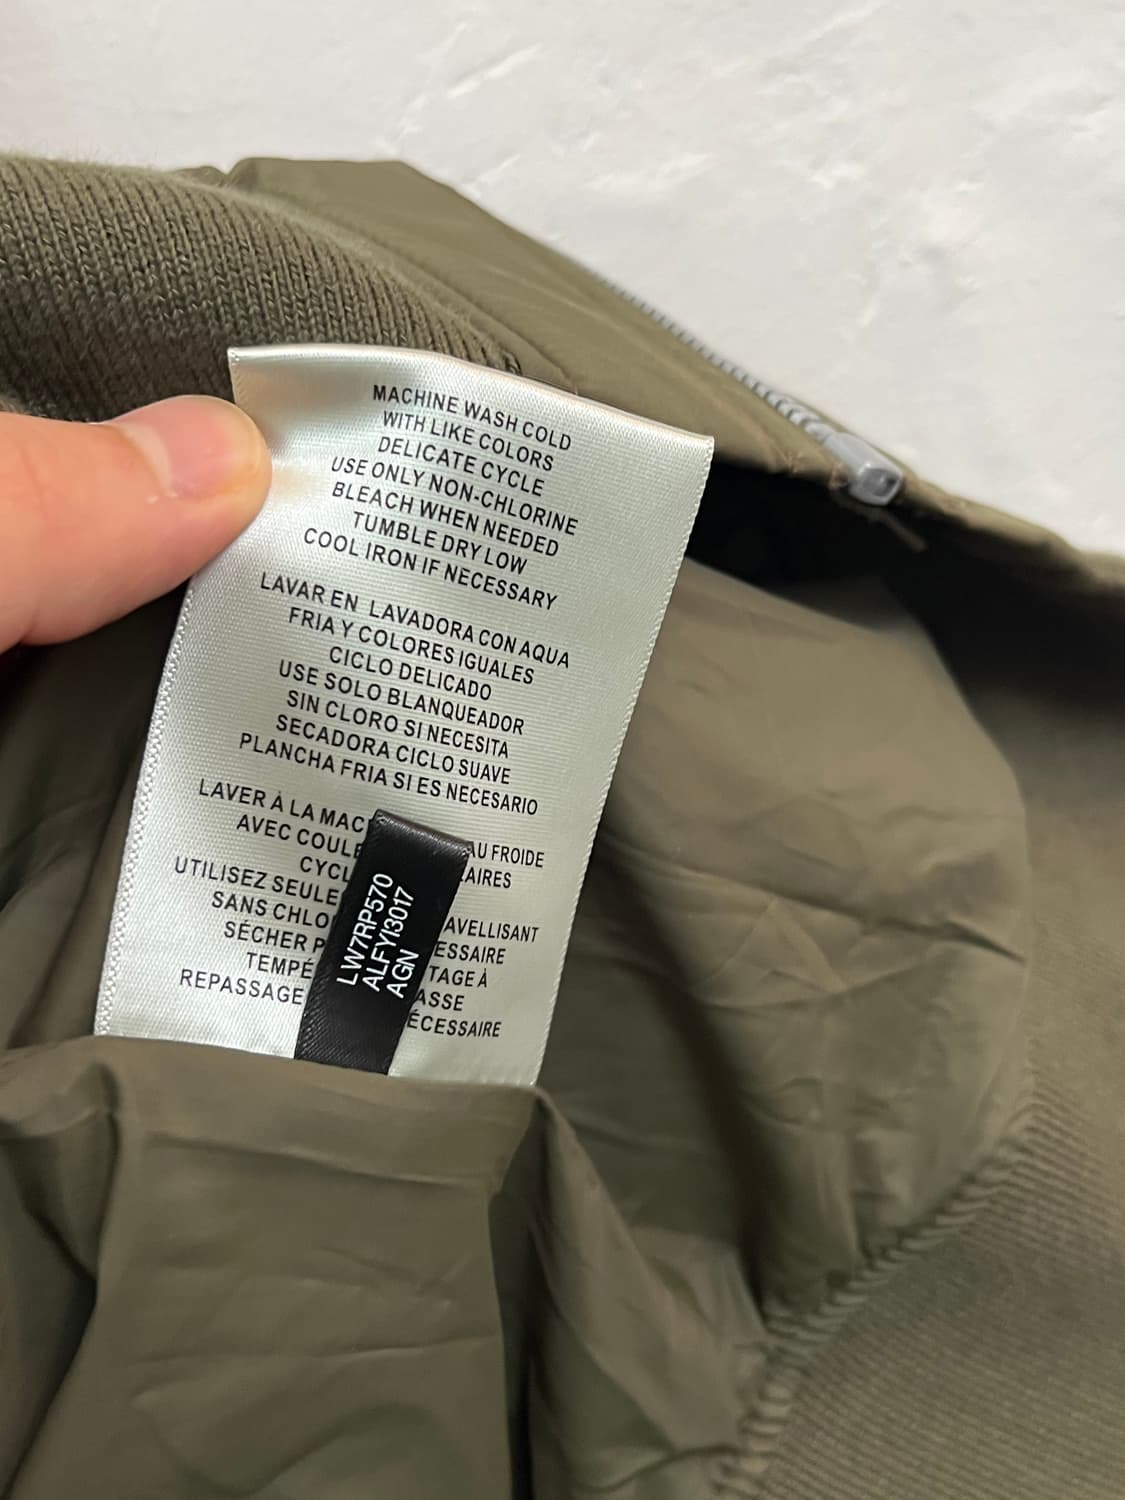 MACHINE WASH COLD
WITH LIKE COLORS
DELICATE CYCLE
USE ONLY NON-CHLORINE
BLEACH WHEN NEEDED
TUMBLE DRY LOW
COOL IRON IF NECESSARY
LAVAR EN LAVADORA CON AQUA
FRIA Y COLORES IGUALES
CICLO DELICADO
USE SOLO BLANQUEADOR
SIN CLORO SI NECESITA
SECADORA CICLO SUAVE
PLANCHA FRIA SI ES NECESARIO
LAVER À LA MAC AU FROIDE
AVEC COULE LAIRES
CYCL
UTILISEZ SEULE AVELLISANT
SANS CHLO ESSAIRE
SÉCHER P TAGE À
TEMPÉ ASSE
REPASSAGE ÉCESSAIRE
LW7RP570
ALFYI3017
AGN